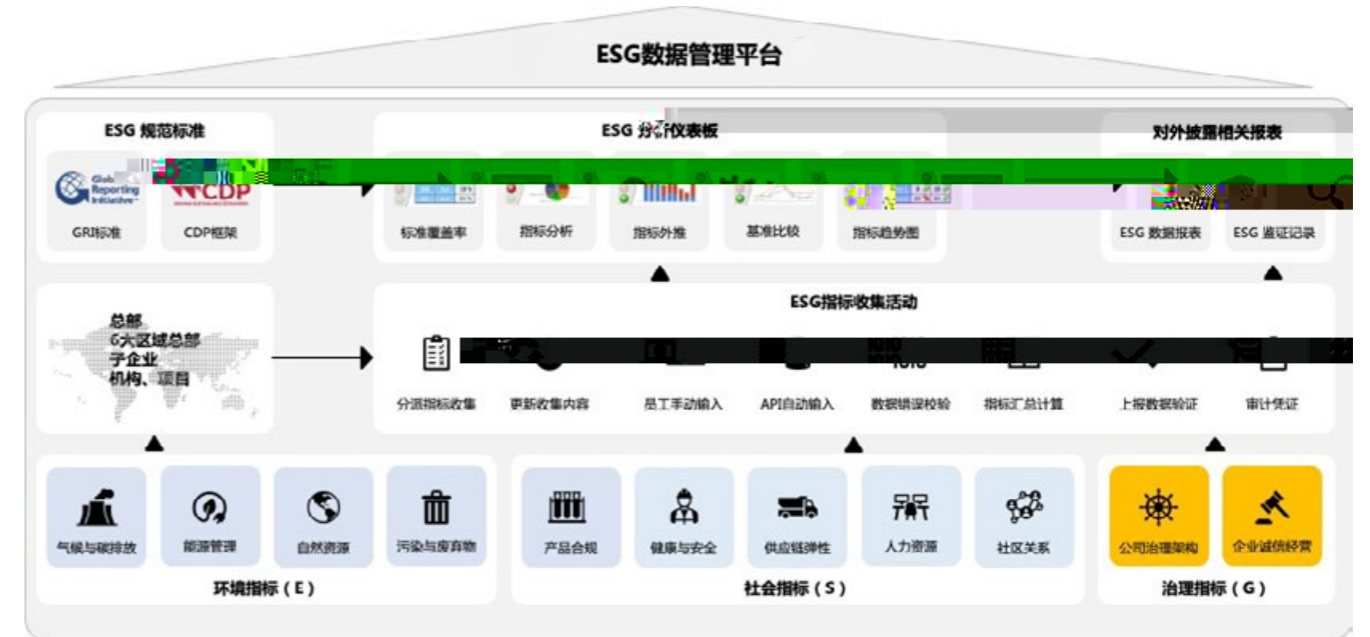 ESG数据管理平台
ESG 规范标准
ESG 分析仪表板
对外披露相关报表
Reporting
Initiative
CDP
GRI标准
CDP框架
标准覆盖率
指标分析
指标外推
基准比较
指标趋势图
ESG 数据报表
ESG 监证记录
总部
6大区域总部
子企业
机构、项目
ESG指标收集活动
分派指标收集
更新收集内容
员工手动输入
API自动输入
数据错误校验
指标汇总计算
上报数据验证
审计凭证
气候与碳排放
能源管理
自然资源
污染与废弃物
产品合规
健康与安全
供应链弹性
人力资源
社区关系
公司治理架构
企业诚信经营
环境指标（E）
社会指标（S）
治理指标（G）